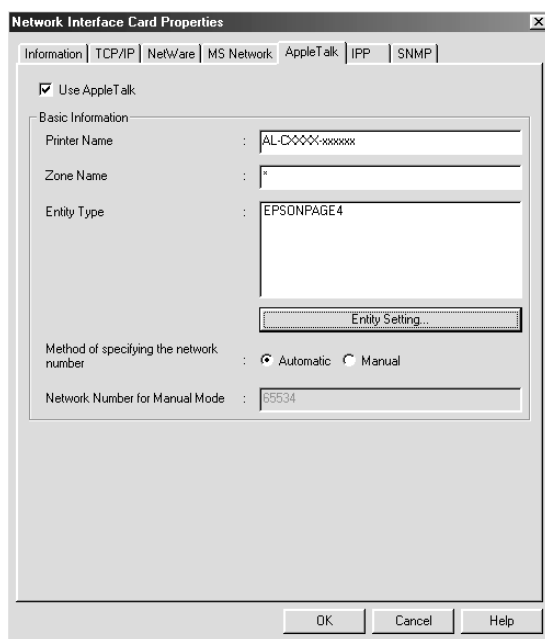 Network Interface Card Properties
Information TCP/IP NetWare MS Network AppleTalk IPP SNMP
Use AppleTalk
Basic Information
Printer Name : AL-CXXXX-xxxxxx
Zone Name : *
Entity Type : EPSONPAGE4
Entity Setting...
Method of specifying the network
number : Automatic Manual
Network Number for Manual Mode : 65534
OK Cancel Help